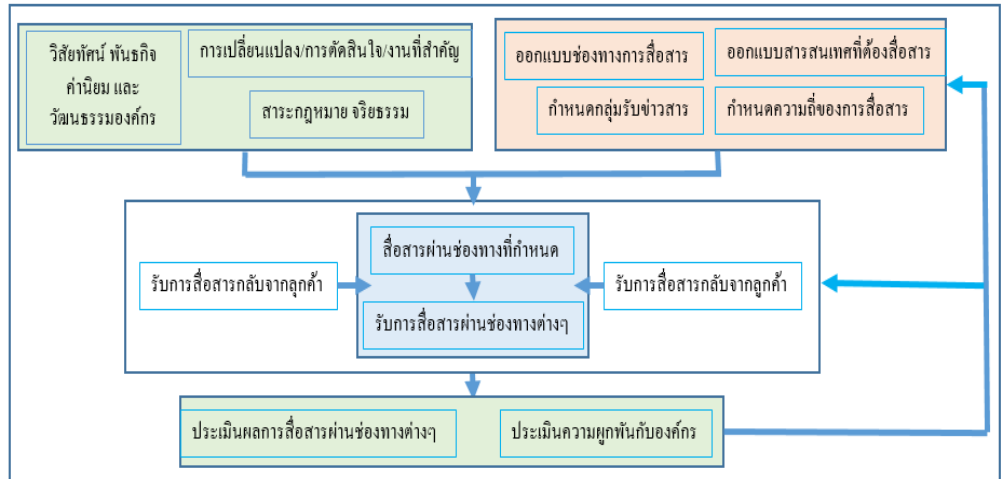 วิสัยทัศน์ พันธกิจ
ค่านิยม และ
วัฒนธรรมองค์กร
การเปลี่ยนแปลง/การตัดสินใจ/งานที่สำคัญ
สาระกฎหมาย จริยธรรม
ออกแบบช่องทางการสื่อสาร
ออกแบบสารสนเทศที่ต้องสื่อสาร
กำหนดกลุ่มรับข่าวสาร
กำหนดความถี่ของการสื่อสาร
สื่อสารผ่านช่องทางที่กำหนด
รับการสื่อสารกลับจากลุกค้า
รับการสื่อสารกลับจากลูกค้า
รับการสื่อสารผ่านช่องทางต่างๆ
ประเมินผลการสื่อสารผ่านช่องทางต่างๆ
ประเมินความผูกพันกับองค์กร